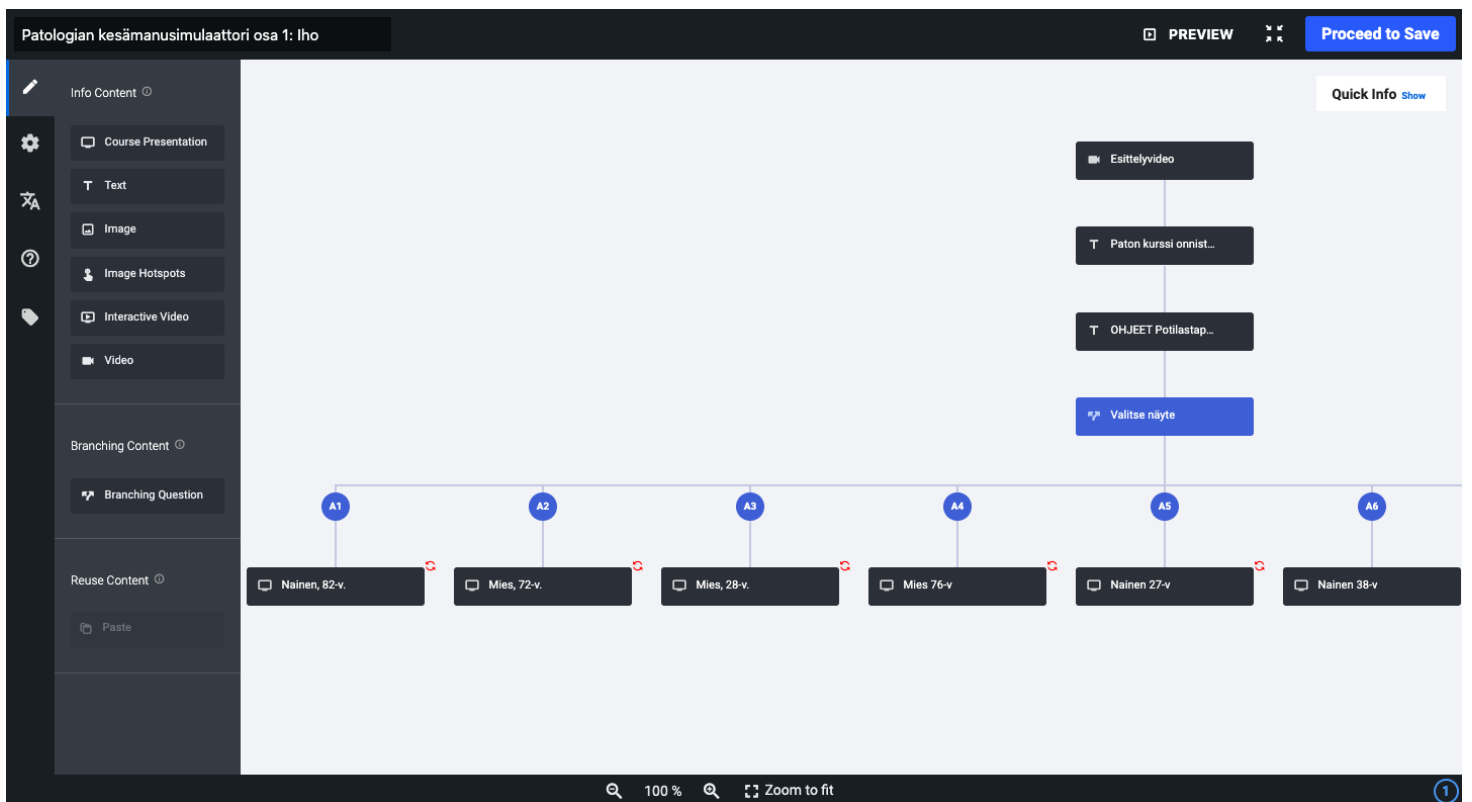 Patologian kesämanusimulaattori osa 1: Iho
PREVIEW
Proceed to Save
Info Content
Course Presentation
Text
Image
Image Hotspots
Interactive Video
Video
Branching Content
Branching Question
Reuse Content
Paste
Quick Info Show
Esittelyvideo
Paton kurssi onnist...
OHJEET Potilastap...
Valitse näyte
A1 A2 A3 A4 A5 A6
Nainen, 82-v. Mies, 72-v. Mies, 28-v. Mies 76-v Nainen 27-v Nainen 38-v
100 % Zoom to fit
1